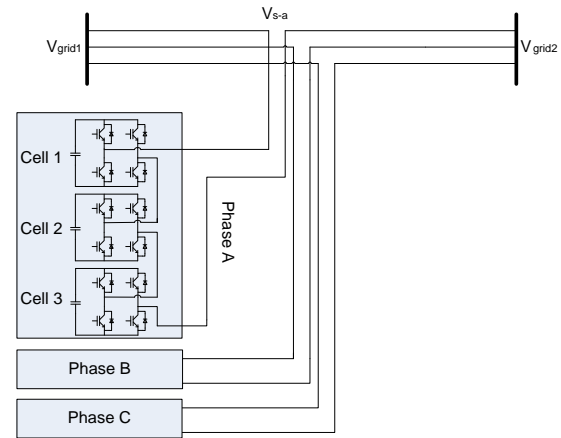 Vs-a
Vgrid1
Vgrid2
Cell 1
Cell 2
Cell 3
Phase A
Phase B
Phase C